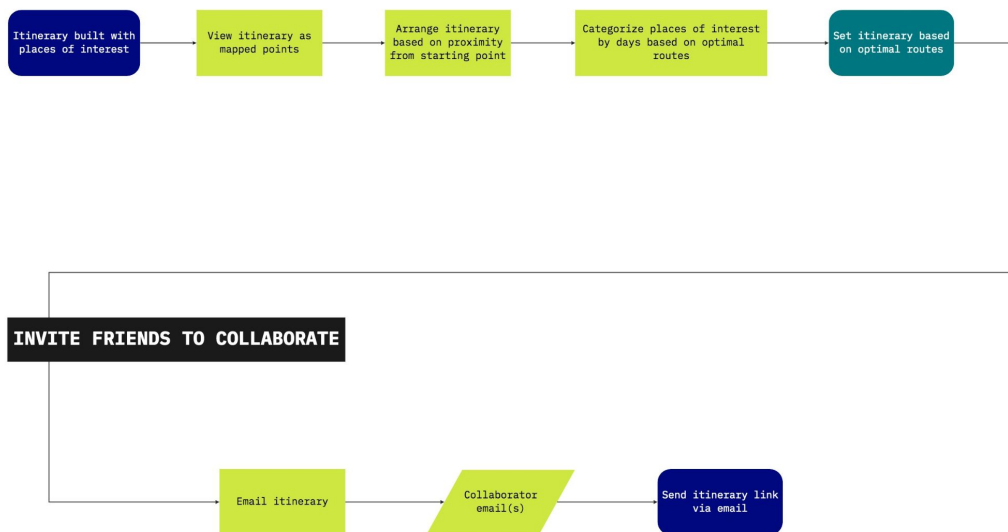 Itinerary built with
places of interest
View itinerary as
mapped points
Arrange itinerary
based on proximity
from starting point
Categorize places of interest
by days based on optimal
routes
Set itinerary based
on optimal routes
INVITE FRIENDS TO COLLABORATE
Email itinerary
Collaborator
email(s)
Send itinerary link
via email